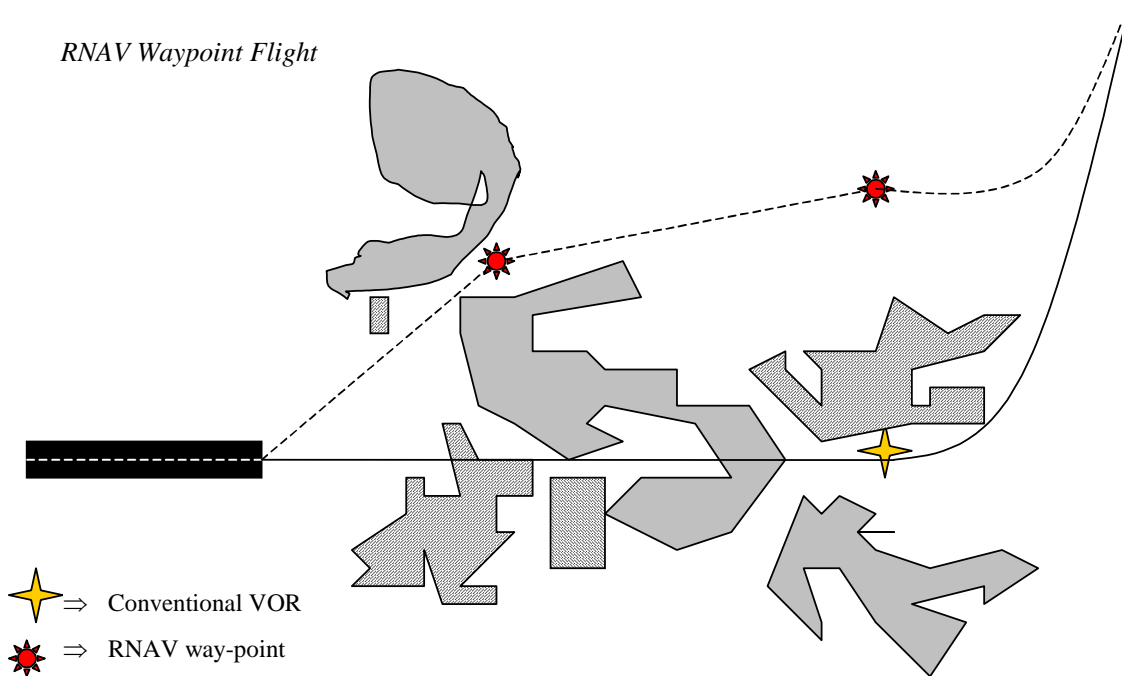 RNAV Waypoint Flight
⇒ Conventional VOR
⇒ RNAV way-point